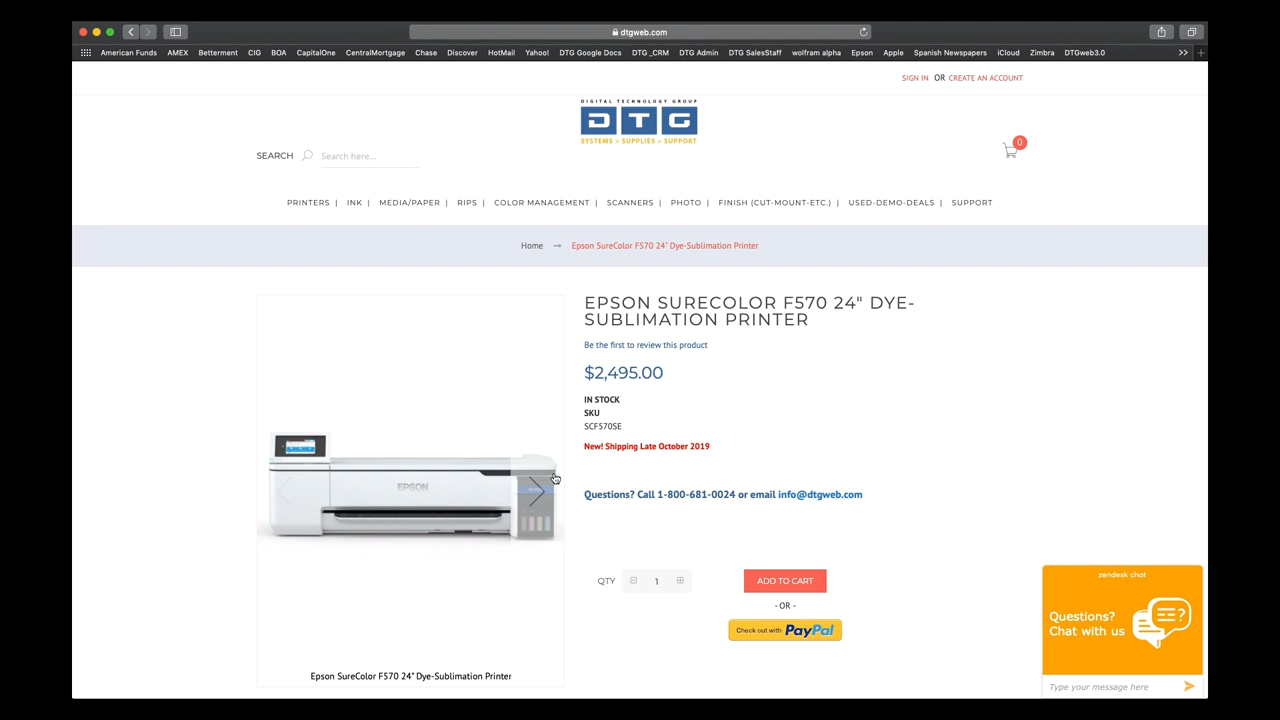 dtgweb.com
American Funds AMEX Betterment CIG BOA CapitalOne CentralMortgage Chase Discover HotMail Yahoo! DTG Google Docs DTG _CRM DTG Admin DTG SalesStaff wolfram alpha Epson Apple Spanish Newspapers iCloud Zimbra DTGweb3.0
SIGN IN OR CREATE AN ACCOUNT
DIGITAL TECHNOLOGY GROUP
DTG
SYSTEMS > SUPPLIES > SUPPORT
SEARCH Search here...
0
PRINTERS | INK | MEDIA/PAPER | RIPS | COLOR MANAGEMENT | SCANNERS | PHOTO | FINISH (CUT-MOUNT-ETC.) | USED-DEMO-DEALS | SUPPORT
Home → Epson SureColor F570 24" Dye-Sublimation Printer
EPSON SURECOLOR F570 24" DYE-
SUBLIMATION PRINTER
Be the first to review this product
$2,495.00
IN STOCK
SKU
SCF570SE
New! Shipping Late October 2019
EPSON
Questions? Call 1-800-681-0024 or email info@dtgweb.com
QTY 1 ADD TO CART
- OR -
Check out with PayPal
Epson SureColor F570 24" Dye-Sublimation Printer
zendesk chat
Questions?
Chat with us
Type your message here